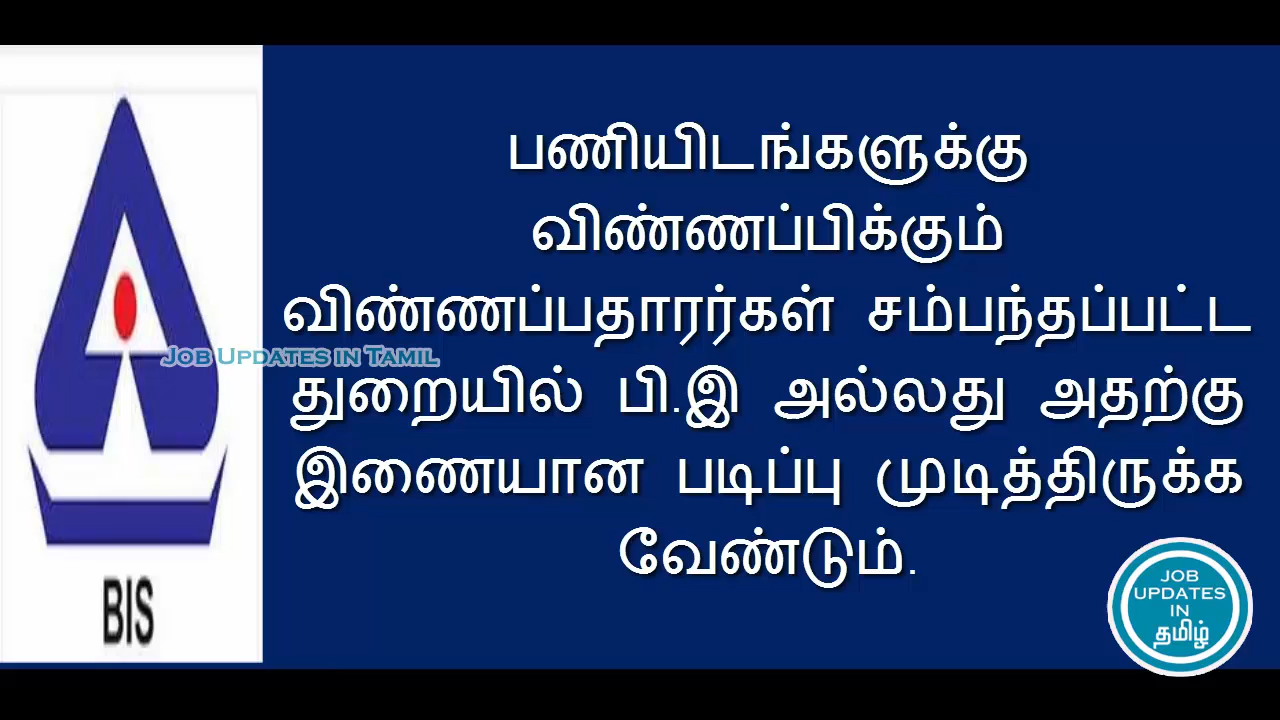 பணியிடங்களுக்கு
விண்ணப்பிக்கும்
விண்ணப்பதாரர்கள் சம்பந்தப்பட்ட
துறையில் பி.இ அல்லது அதற்கு
இணையான படிப்பு முடித்திருக்க
வேண்டும்.
Job Updates in Tamil
BIS
JOB
UPDATES
IN
தமிழ்